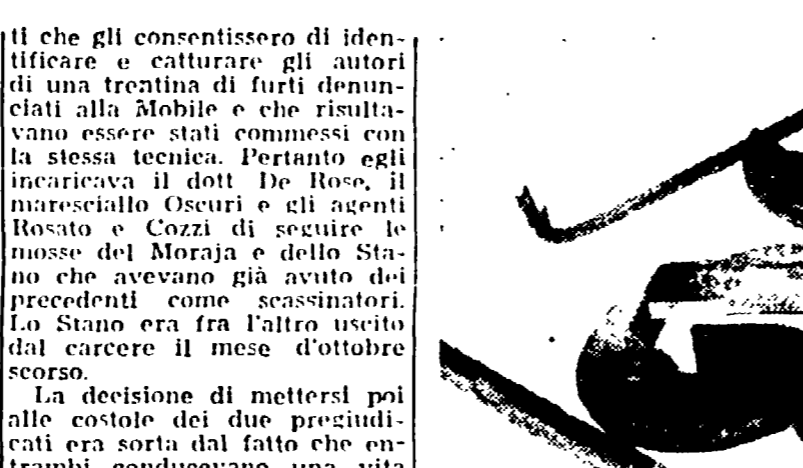 ti che gli consentissero di iden-
tificare e catturare gli autori
di una trentina di furti denun-
ciati alla Mobile e che risulta-
vano essere stati commessi con
la stessa tecnica. Pertanto egli
incaricava il dott De Rose, il
maresciallo Oscuri e gli agenti
Rosato e Cozzi di seguire le
mosse del Moraja e dello Sta-
no che avevano già avuto dei
precedenti come scassinatori.
Lo Stano era fra l'altro uscito
dal carcere il mese d'ottobre
scorso.
La decisione di mettersi poi
alle costole dei due pregiudi-
cati era sorta dal fatto che en-
trambi conducevano una vita